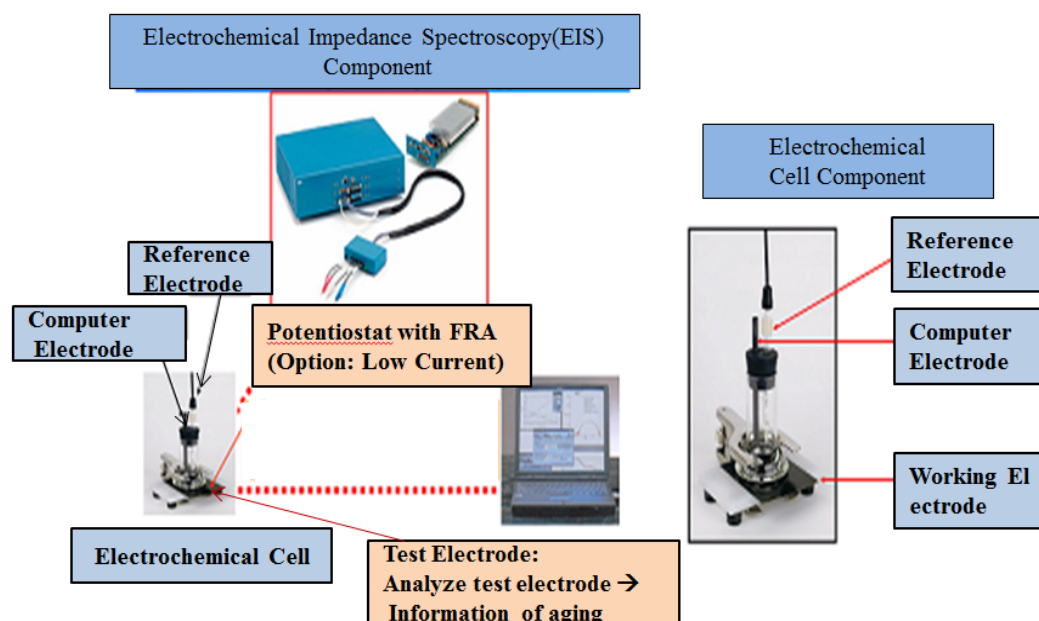 Electrochemical Impedance Spectroscopy(EIS)
Component
Electrochemical
Cell Component
Reference
Electrode
Computer
Electrode
Potentiostat with FRA
(Option: Low Current)
Electrochemical Cell
Test Electrode:
Analyze test electrode →
Information of aging
Reference
Electrode
Computer
Electrode
Working El
ectrode